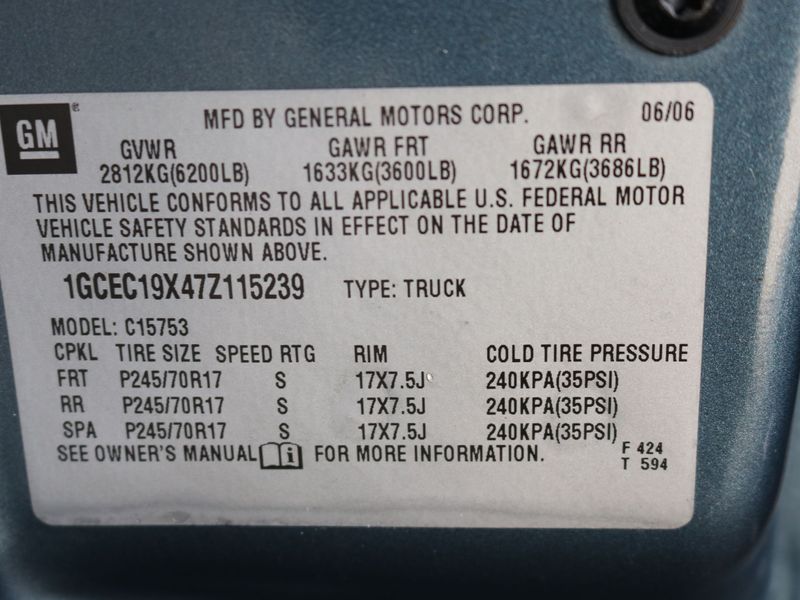 GM®
MFD BY GENERAL MOTORS CORP. 06/06
GVWR GAWR FRT GAWR RR
2812KG(6200LB) 1633KG(3600LB) 1672KG(3686LB)
THIS VEHICLE CONFORMS TO ALL APPLICABLE U.S. FEDERAL MOTOR
VEHICLE SAFETY STANDARDS IN EFFECT ON THE DATE OF
MANUFACTURE SHOWN ABOVE.
1GCEC19X47Z115239 TYPE: TRUCK
MODEL: C15753
CPKL TIRE SIZE SPEED RTG RIM COLD TIRE PRESSURE
FRT P245/70R17 S 17X7.5J 240KPA(35PSI)
RR P245/70R17 S 17X7.5J 240KPA(35PSI)
SPA P245/70R17 S 17X7.5J 240KPA(35PSI)
SEE OWNER'S MANUAL i FOR MORE INFORMATION. F 424
T 594